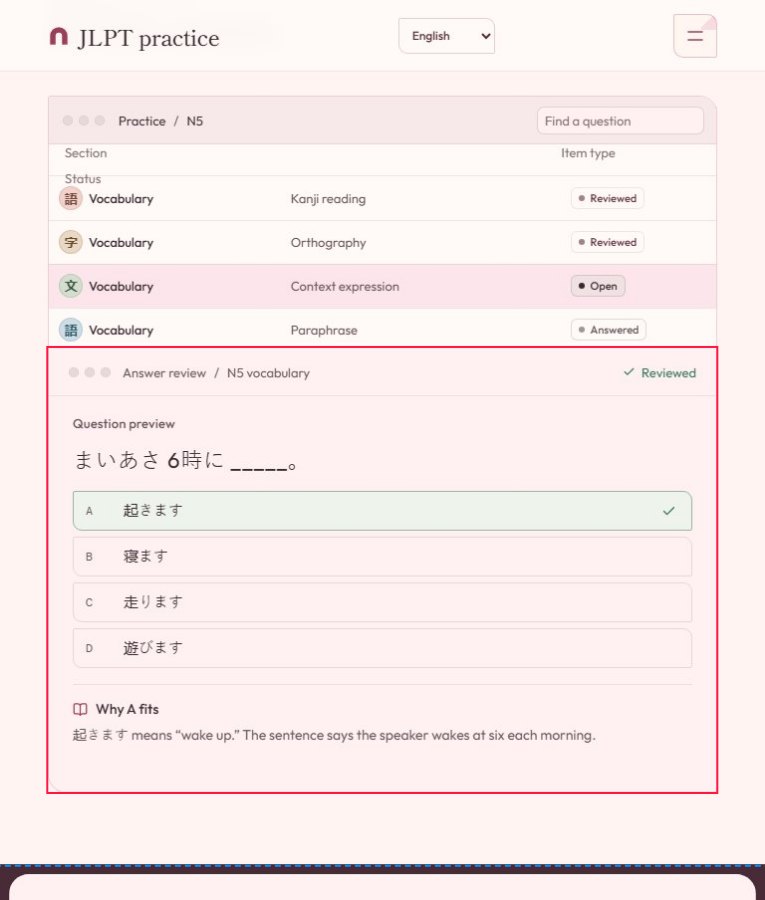 JLPT practice
English
Practice / N5
Find a question
Section
Item type
Status
語 Vocabulary Kanji reading Reviewed
字 Vocabulary Orthography Reviewed
文 Vocabulary Context expression Open
語 Vocabulary Paraphrase Answered
Answer review / N5 vocabulary
Reviewed
Question preview
まいあさ 6時に _____。
A 起きます
B 寝ます
C 走ります
D 遊びます
Why A fits
起きます means “wake up.” The sentence says the speaker wakes at six each morning.